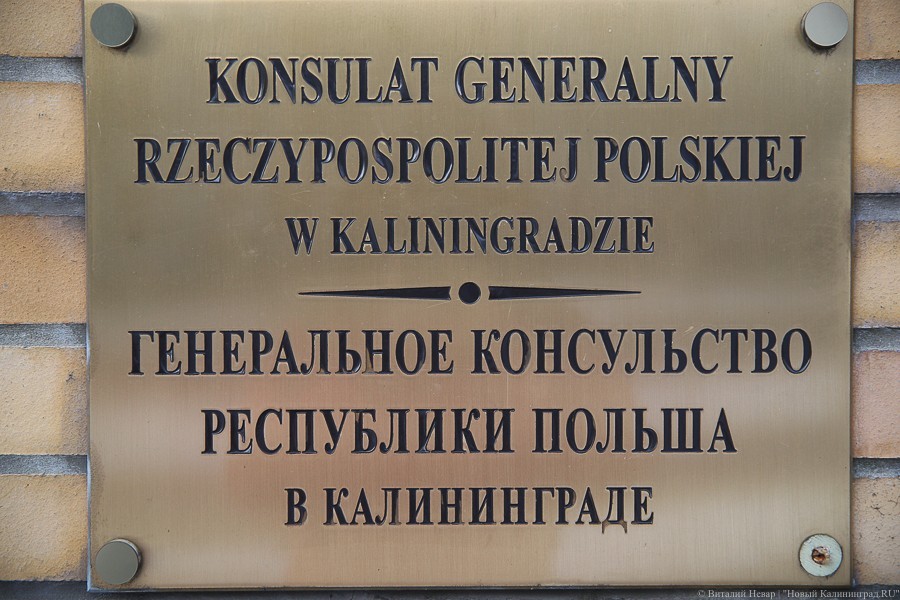 KONSULAT GENERALNY
RZECZYPOSPOLITEJ POLSKIEJ
W KALININGRADZIE
ГЕНЕРАЛЬНОЕ КОНСУЛЬСТВО
РЕСПУБЛИКИ ПОЛЬША
В КАЛИНИНГРАДЕ
© Виталий Невар | "Новый Калининград.RU"